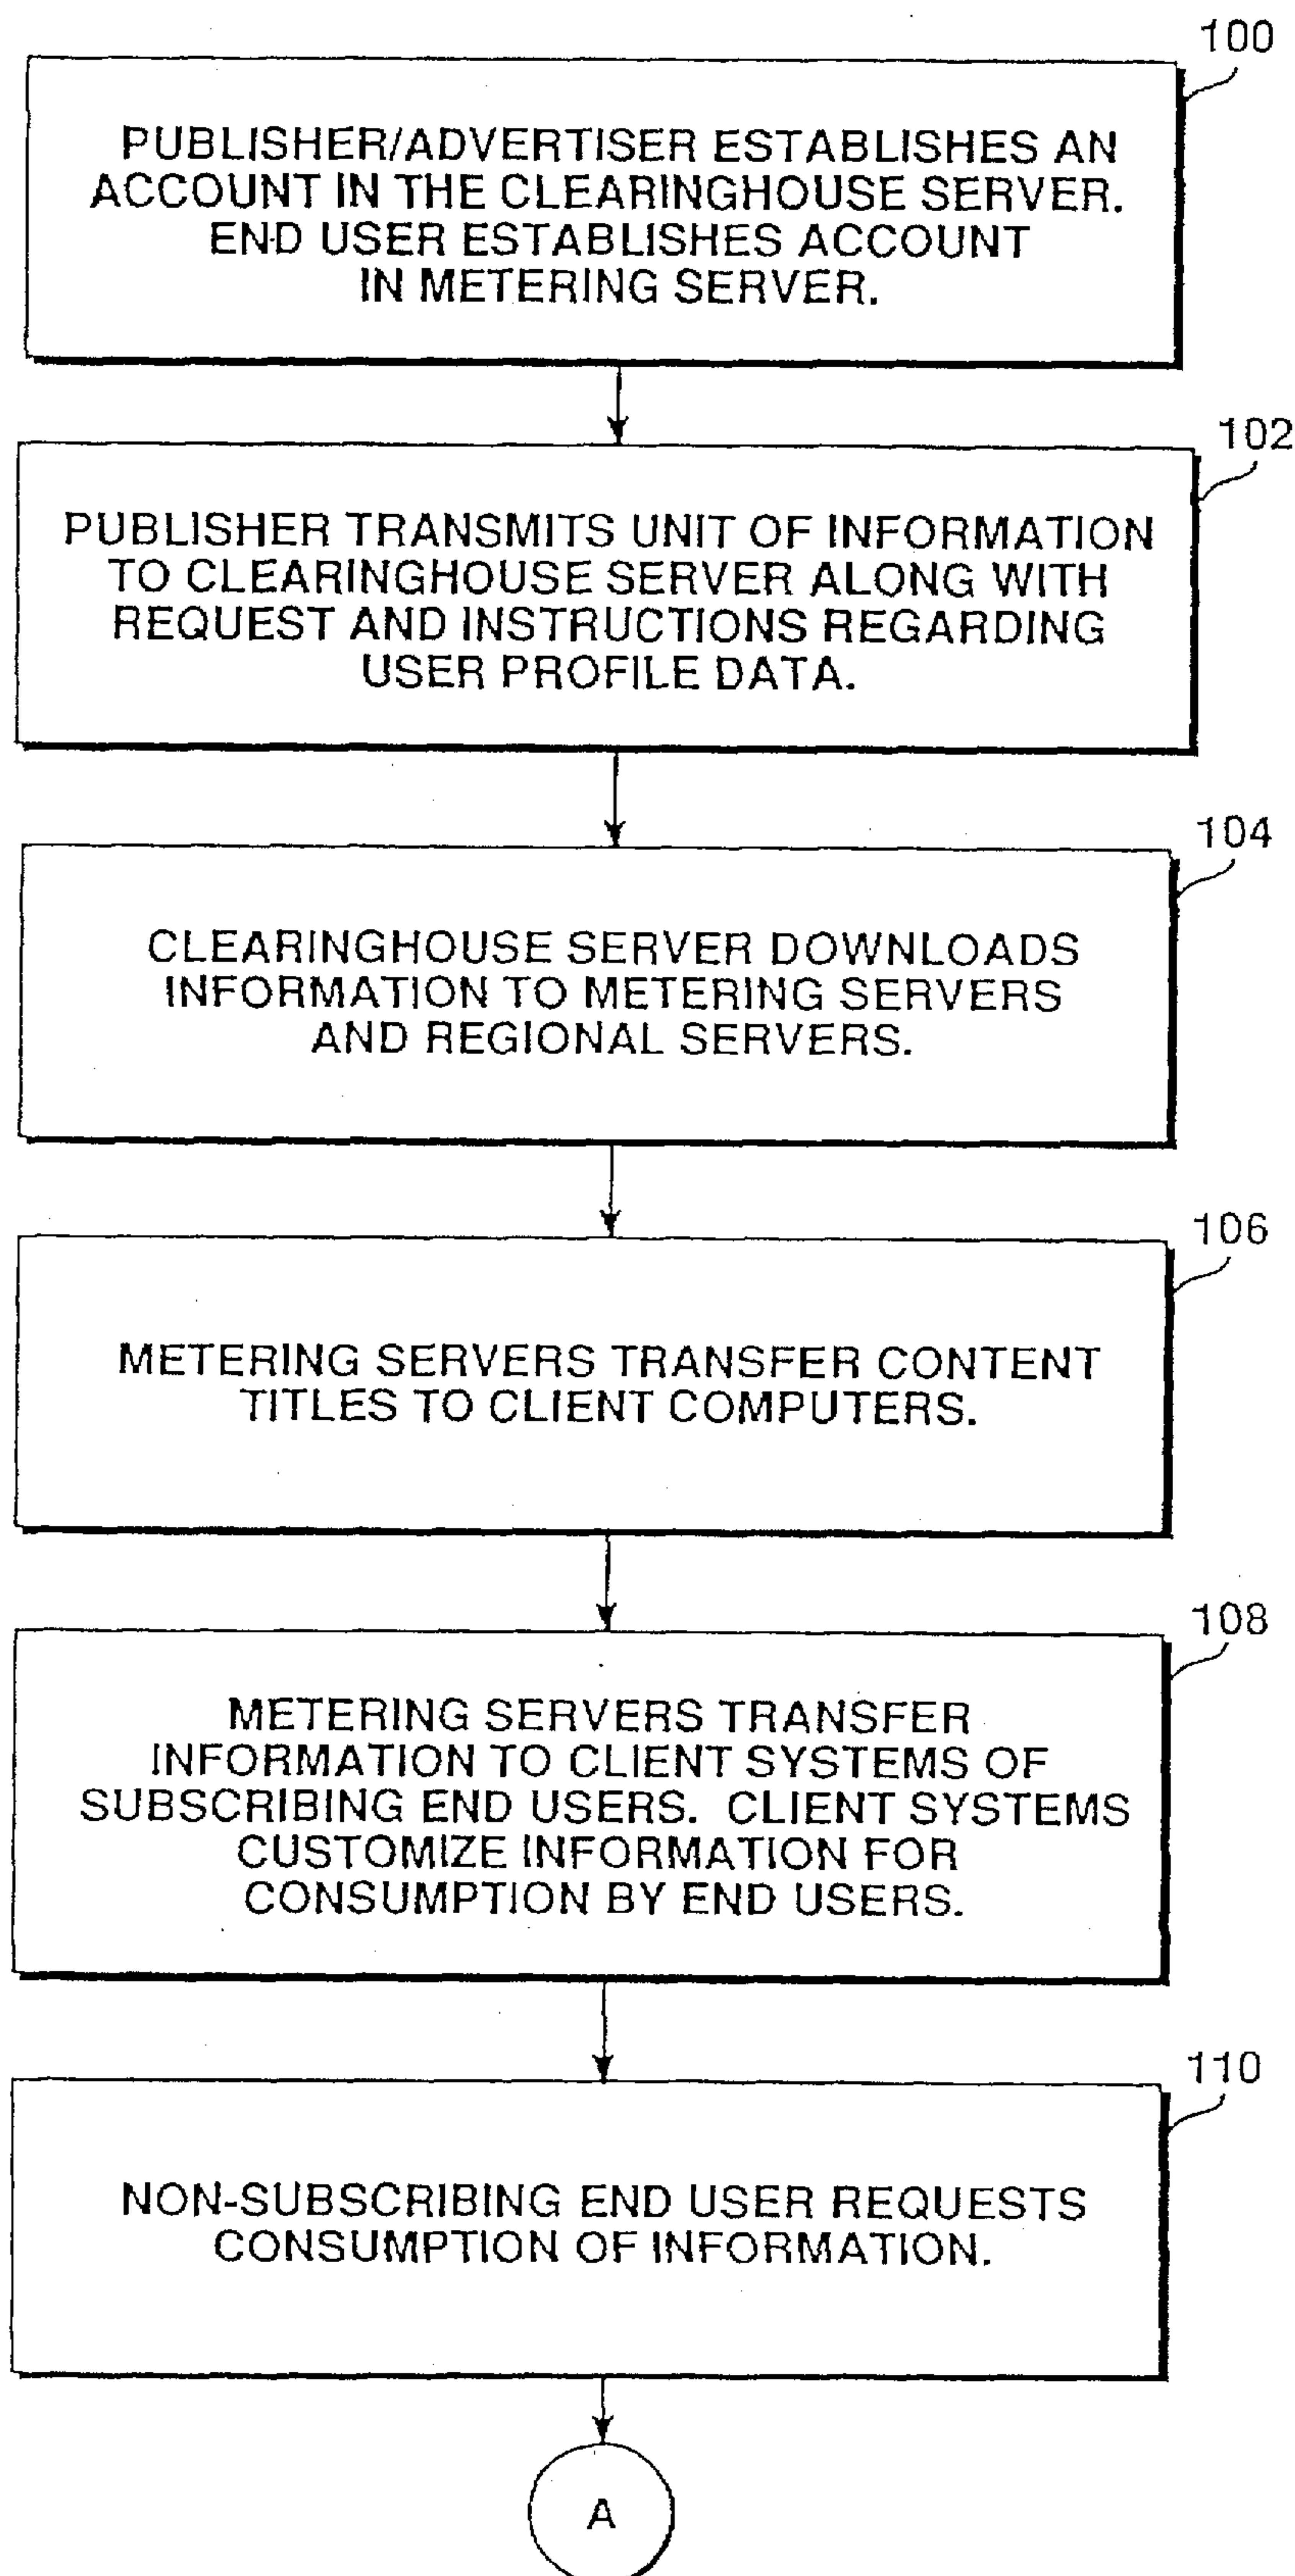 100
PUBLISHER/ADVERTISER ESTABLISHES AN
ACCOUNT IN THE CLEARINGHOUSE SERVER.
END USER ESTABLISHES ACCOUNT
IN METERING SERVER.
102
PUBLISHER TRANSMITS UNIT OF INFORMATION
TO CLEARINGHOUSE SERVER ALONG WITH
REQUEST AND INSTRUCTIONS REGARDING
USER PROFILE DATA.
104
CLEARINGHOUSE SERVER DOWNLOADS
INFORMATION TO METERING SERVERS
AND REGIONAL SERVERS.
106
METERING SERVERS TRANSFER CONTENT
TITLES TO CLIENT COMPUTERS.
108
METERING SERVERS TRANSFER
INFORMATION TO CLIENT SYSTEMS OF
SUBSCRIBING END USERS. CLIENT SYSTEMS
CUSTOMIZE INFORMATION FOR
CONSUMPTION BY END USERS.
110
NON-SUBSCRIBING END USER REQUESTS
CONSUMPTION OF INFORMATION.
A